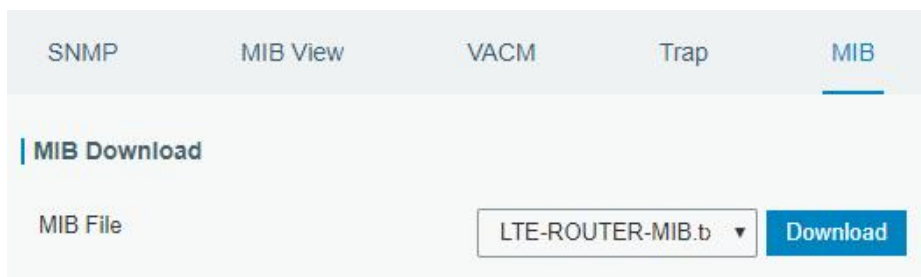 SNMP MIB View VACM Trap MIB
MIB Download
MIB File LTE-ROUTER-MIB.t Download